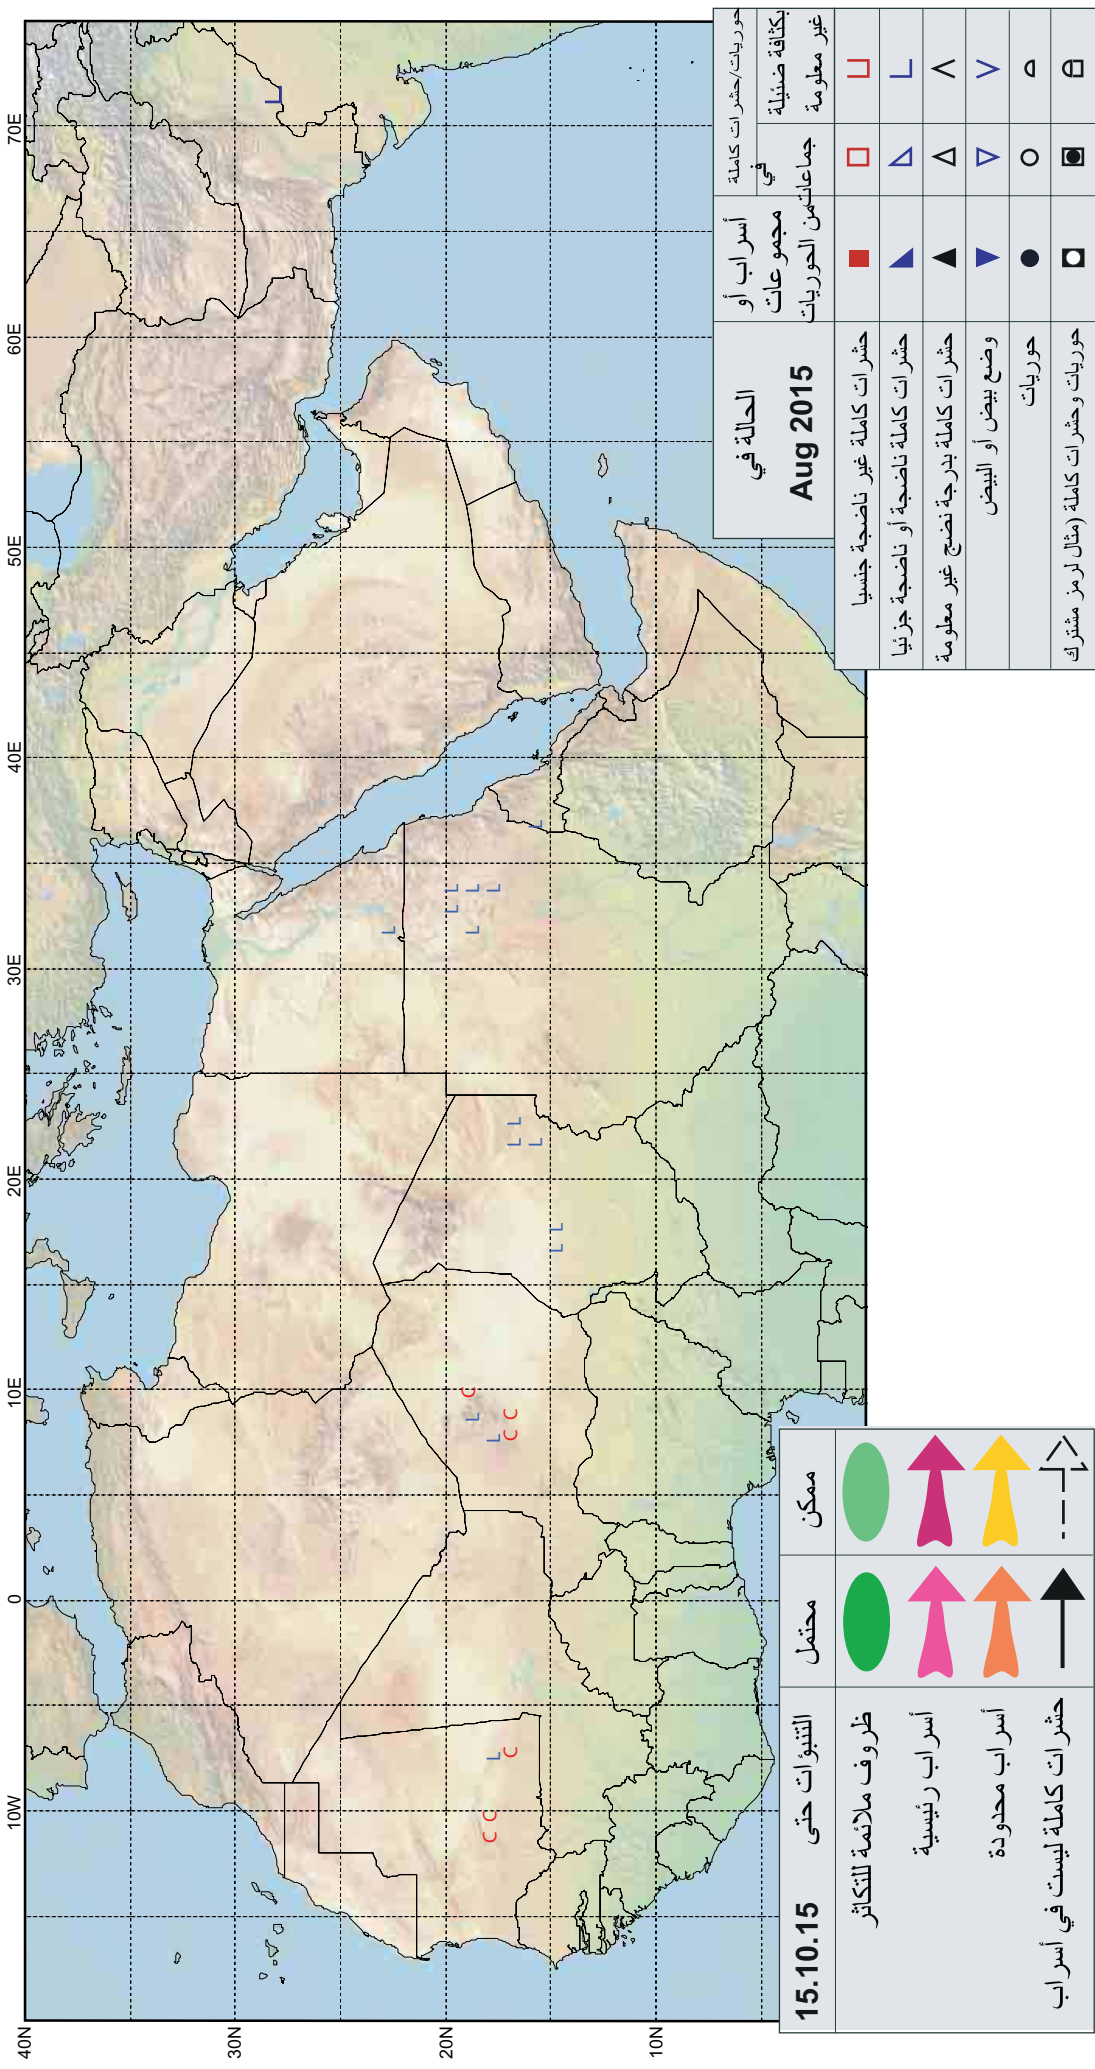 40N
30N
20N
10N
10W
0
10E
20E
30E
40E
50E
60E
70E
الحالة في
Aug 2015
أسراب أو
مجموعات
من الحوريات
حوريات/حشرات كاملة
في
جماعات
بكثافة ضئيلة
غير معلومة
حشرات كاملة غير ناضجة جنسيا
حشرات كاملة ناضجة أو ناضجة جزئيا
حشرات كاملة بدرجة نضج غير معلومة
وضع بيض أو البيض
حوريات
حوريات وحشرات كاملة (مثال لرمز مشترك
15.10.15
التنبؤات حتى
محتمل
ممكن
ظروف ملائمة للتكاثر
أسراب رئيسية
أسراب محدودة
حشرات كاملة ليست في أسراب